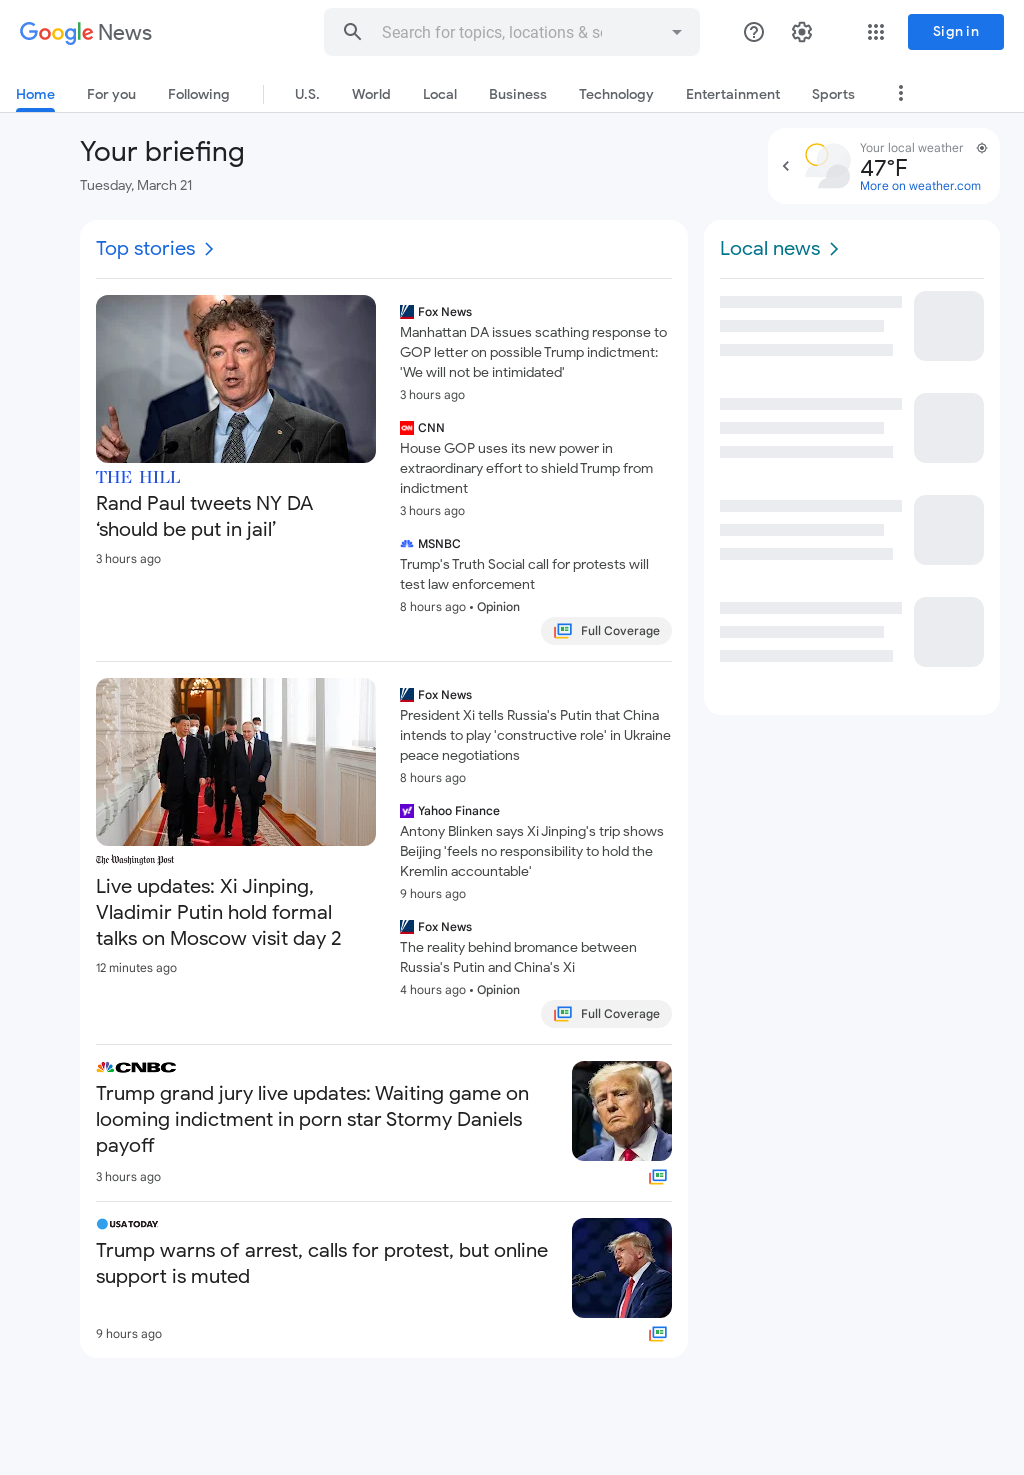 Google News
Search for topics, locations & so
Sign in
Home
For you
Following
U.S.
World
Local
Business
Technology
Entertainment
Sports
Your briefing
Tuesday, March 21
Your local weather
47°F
More on weather.com
Top stories
THE HILL
Rand Paul tweets NY DA
‘should be put in jail’
3 hours ago
Fox News
Manhattan DA issues scathing response to
GOP letter on possible Trump indictment:
'We will not be intimidated'
3 hours ago
CNN
House GOP uses its new power in
extraordinary effort to shield Trump from
indictment
3 hours ago
MSNBC
Trump's Truth Social call for protests will
test law enforcement
8 hours ago • Opinion
Full Coverage
The Washington Post
Live updates: Xi Jinping,
Vladimir Putin hold formal
talks on Moscow visit day 2
12 minutes ago
Fox News
President Xi tells Russia's Putin that China
intends to play 'constructive role' in Ukraine
peace negotiations
8 hours ago
Yahoo Finance
Antony Blinken says Xi Jinping's trip shows
Beijing 'feels no responsibility to hold the
Kremlin accountable'
9 hours ago
Fox News
The reality behind bromance between
Russia's Putin and China's Xi
4 hours ago • Opinion
Full Coverage
CNBC
Trump grand jury live updates: Waiting game on
looming indictment in porn star Stormy Daniels
payoff
3 hours ago
USA TODAY
Trump warns of arrest, calls for protest, but online
support is muted
9 hours ago
Local news